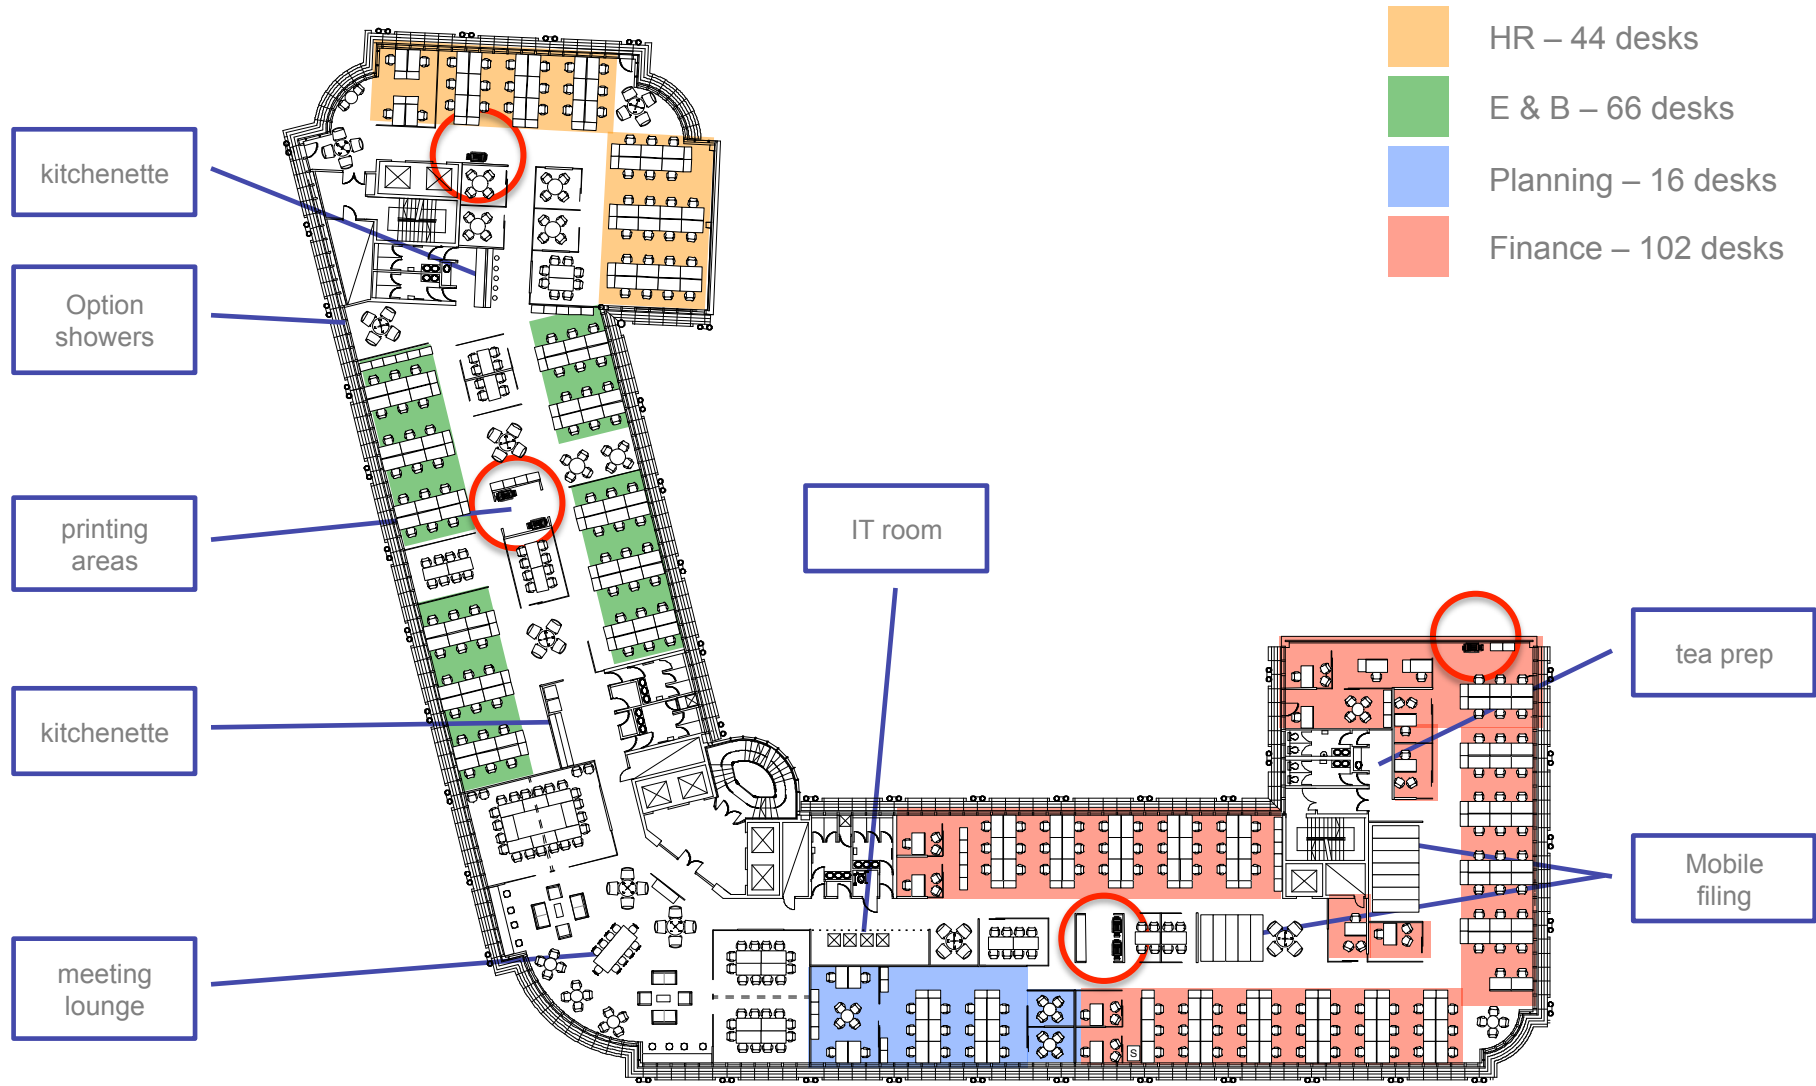 HR – 44 desks
E & B – 66 desks
Planning – 16 desks
Finance – 102 desks
kitchenette
Option
showers
printing
areas
kitchenette
meeting
lounge
IT room
tea prep
Mobile
filing
S